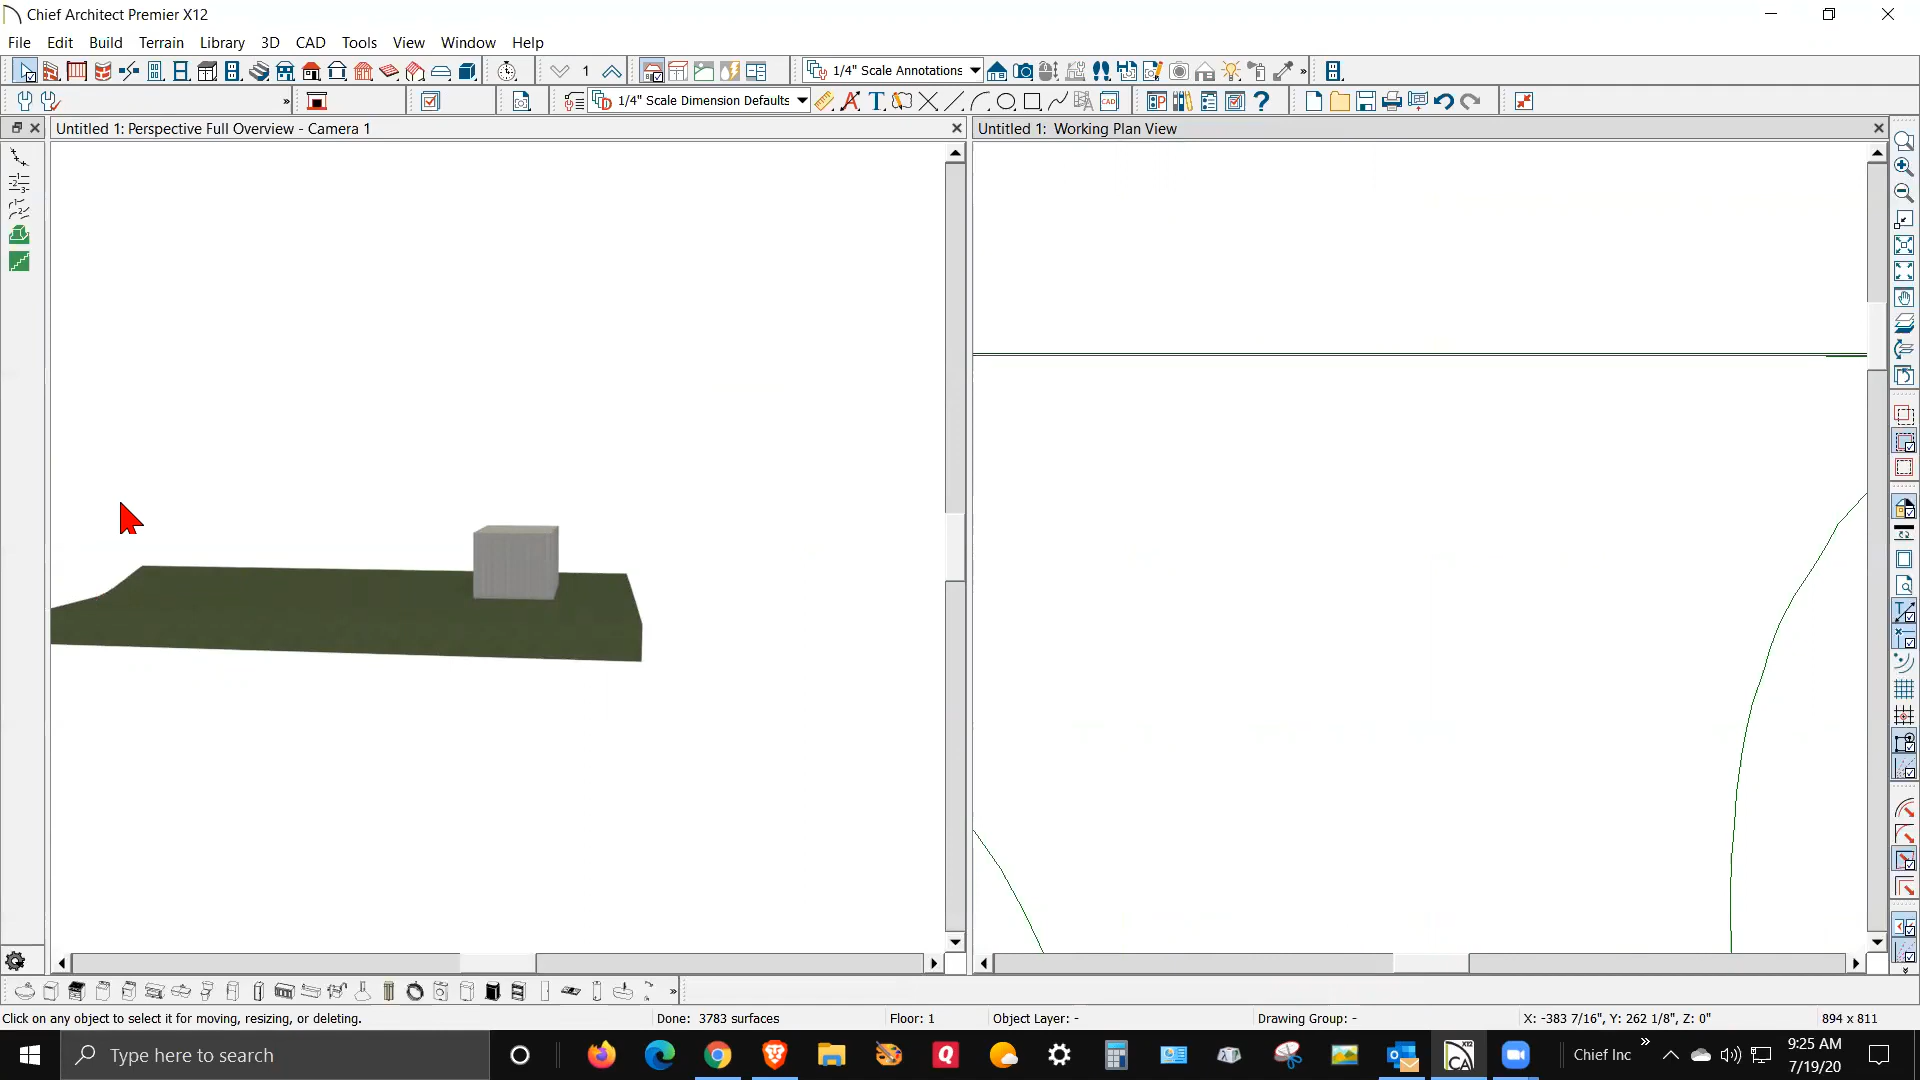 Chief Architect Premier X12
File Edit Build Terrain Library 3D CAD Tools View Window Help
1 1/4" Scale Annotations
1/4" Scale Dimension Defaults
Untitled 1: Perspective Full Overview - Camera 1
Untitled 1: Working Plan View
Click on any object to select it for moving, resizing, or deleting. Done: 3783 surfaces Floor: 1 Object Layer: - Drawing Group: - X: -383 7/16", Y: 262 1/8", Z: 0" 894 x 811
Type here to search
Chief Inc
9:25 AM
7/19/20